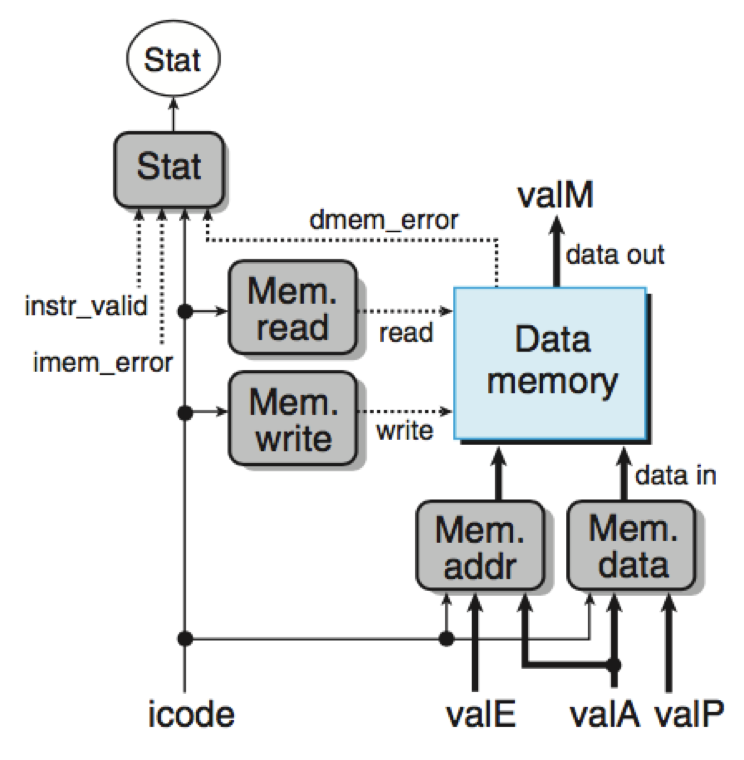 Stat
Stat
valM
dmem_error
data out
instr_valid
Mem.
read
read
Data
memory
imem_error
Mem.
write
write
data in
Mem.
addr
Mem.
data
icode
valE
valA
valP